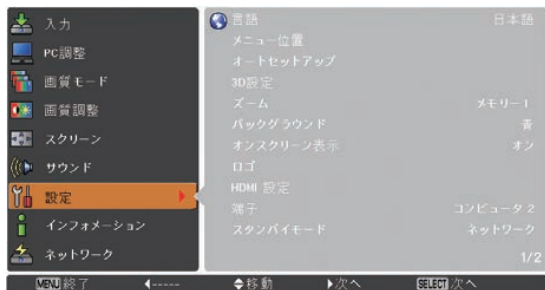 入力
PC調整
画質モード
画質調整
スクリーン
サウンド
設定
インフォメーション
ネットワーク
言語 日本語
メニュー位置
オートセットアップ
3D設定
ズーム メモリー1
バックグラウンド 青
オンスクリーン表示 オン
ロゴ
HDMI 設定
端子 コンピュータ 2
スタンバイモード ネットワーク
1/2
MENU 終了 ◀----- 移動 ▶次へ SELECT 次へ